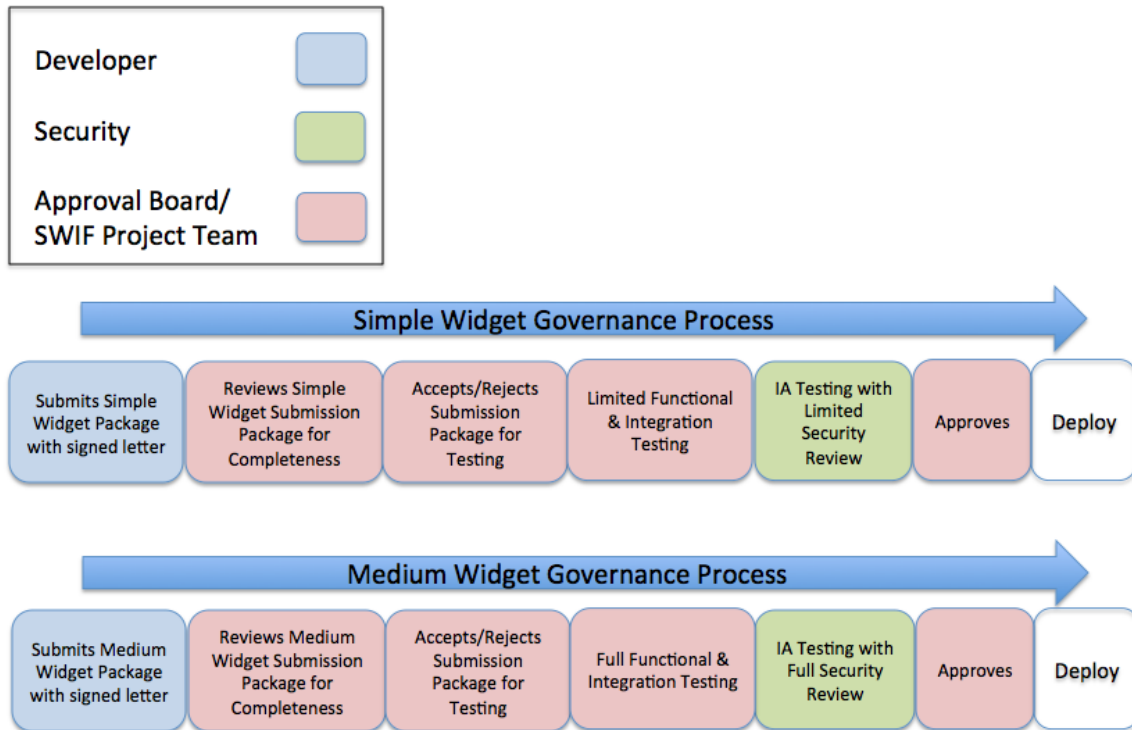 Developer
Security
Approval Board/
SWIF Project Team
Simple Widget Governance Process
Submits Simple
Widget Package
with signed letter
Reviews Simple
Widget Submission
Package for
Completeness
Accepts/Rejects
Submission
Package for
Testing
Limited Functional
& Integration
Testing
IA Testing with
Limited
Security
Review
Approves
Deploy
Medium Widget Governance Process
Submits Medium
Widget Package
with signed letter
Reviews Medium
Widget Submission
Package for
Completeness
Accepts/Rejects
Submission
Package for
Testing
Full Functional &
Integration Testing
IA Testing with
Full Security
Review
Approves
Deploy